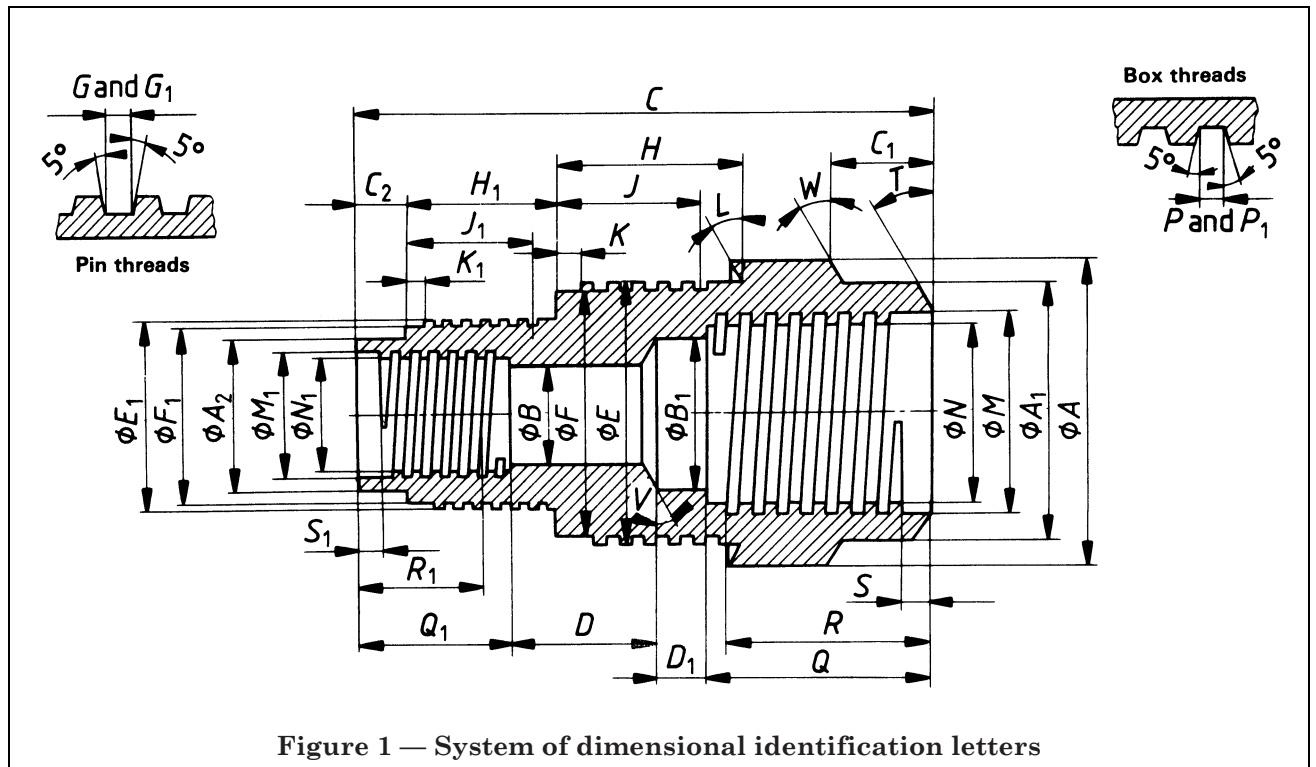 G and G₁
5° 5°
Pin threads
C
H
C₁
C₂ H₁ J L W T
J₁ K
K₁
Box threads
5° 5°
P and P₁
ϕE₁ ϕF₁ ϕA₂ ϕM₁ ϕN₁ ϕB ϕF ϕE ϕB₁ ϕN ϕM ϕA₁ ϕA
V
S₁
R₁
S
Q₁ D R
D₁ Q
Figure 1 — System of dimensional identification letters